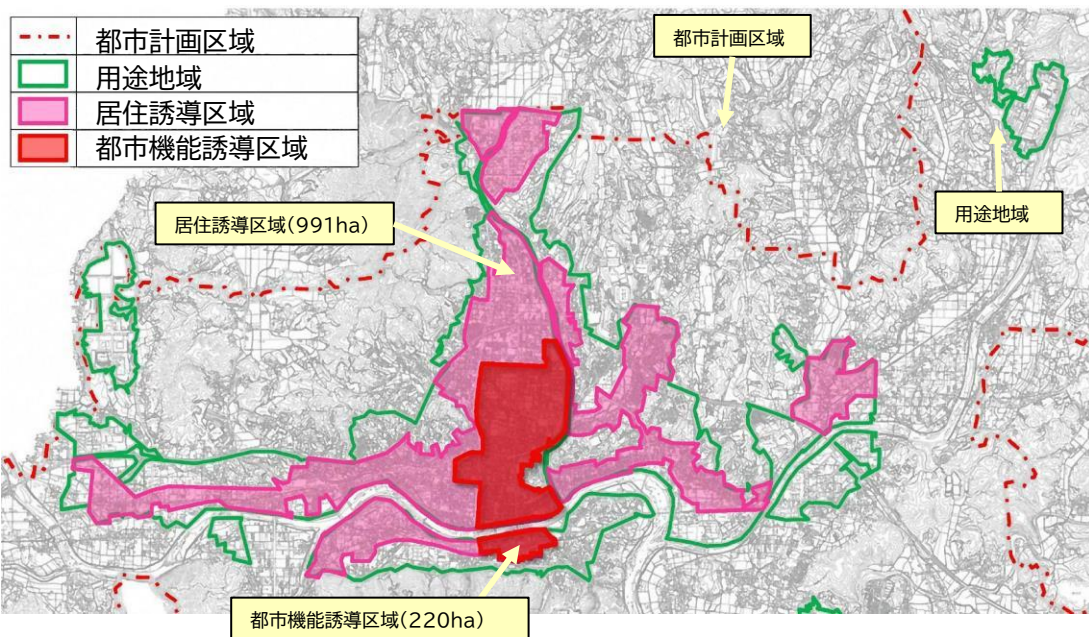 都市計画区域
用途地域
居住誘導区域
都市機能誘導区域
都市計画区域
用途地域
居住誘導区域(991ha)
都市機能誘導区域(220ha)